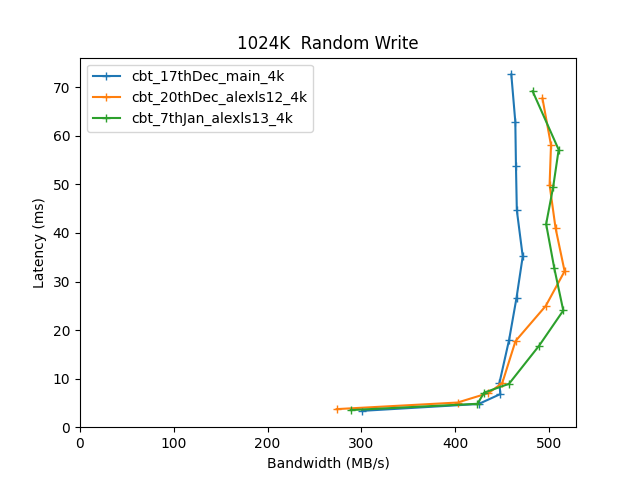 1024K  Random Write
cbt_17thDec_main_4k
cbt_20thDec_alexls12_4k
cbt_7thJan_alexls13_4k
70
60
50
40
30
20
10
0
Latency (ms)
0 100 200 300 400 500
Bandwidth (MB/s)